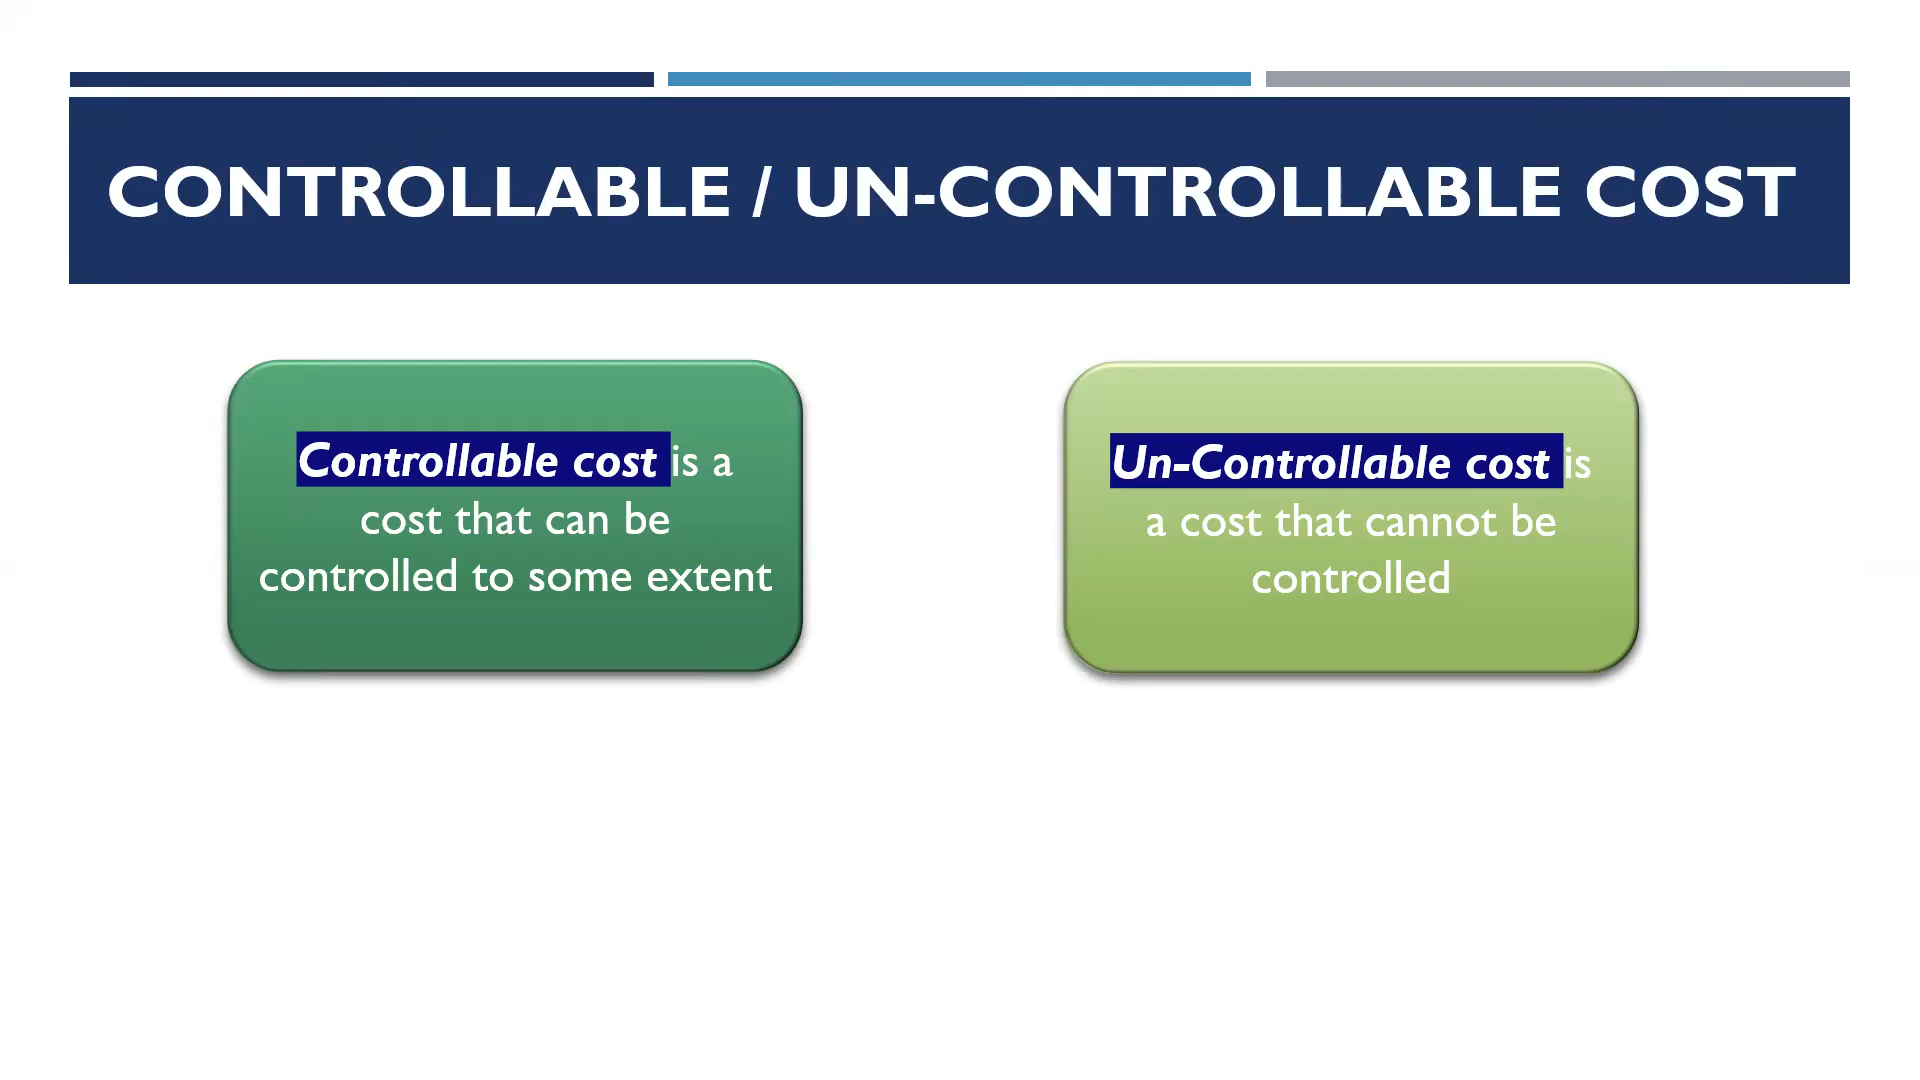 CONTROLLABLE / UN-CONTROLLABLE COST
Controllable cost is a
cost that can be
controlled to some extent
Un-Controllable cost is
a cost that cannot be
controlled